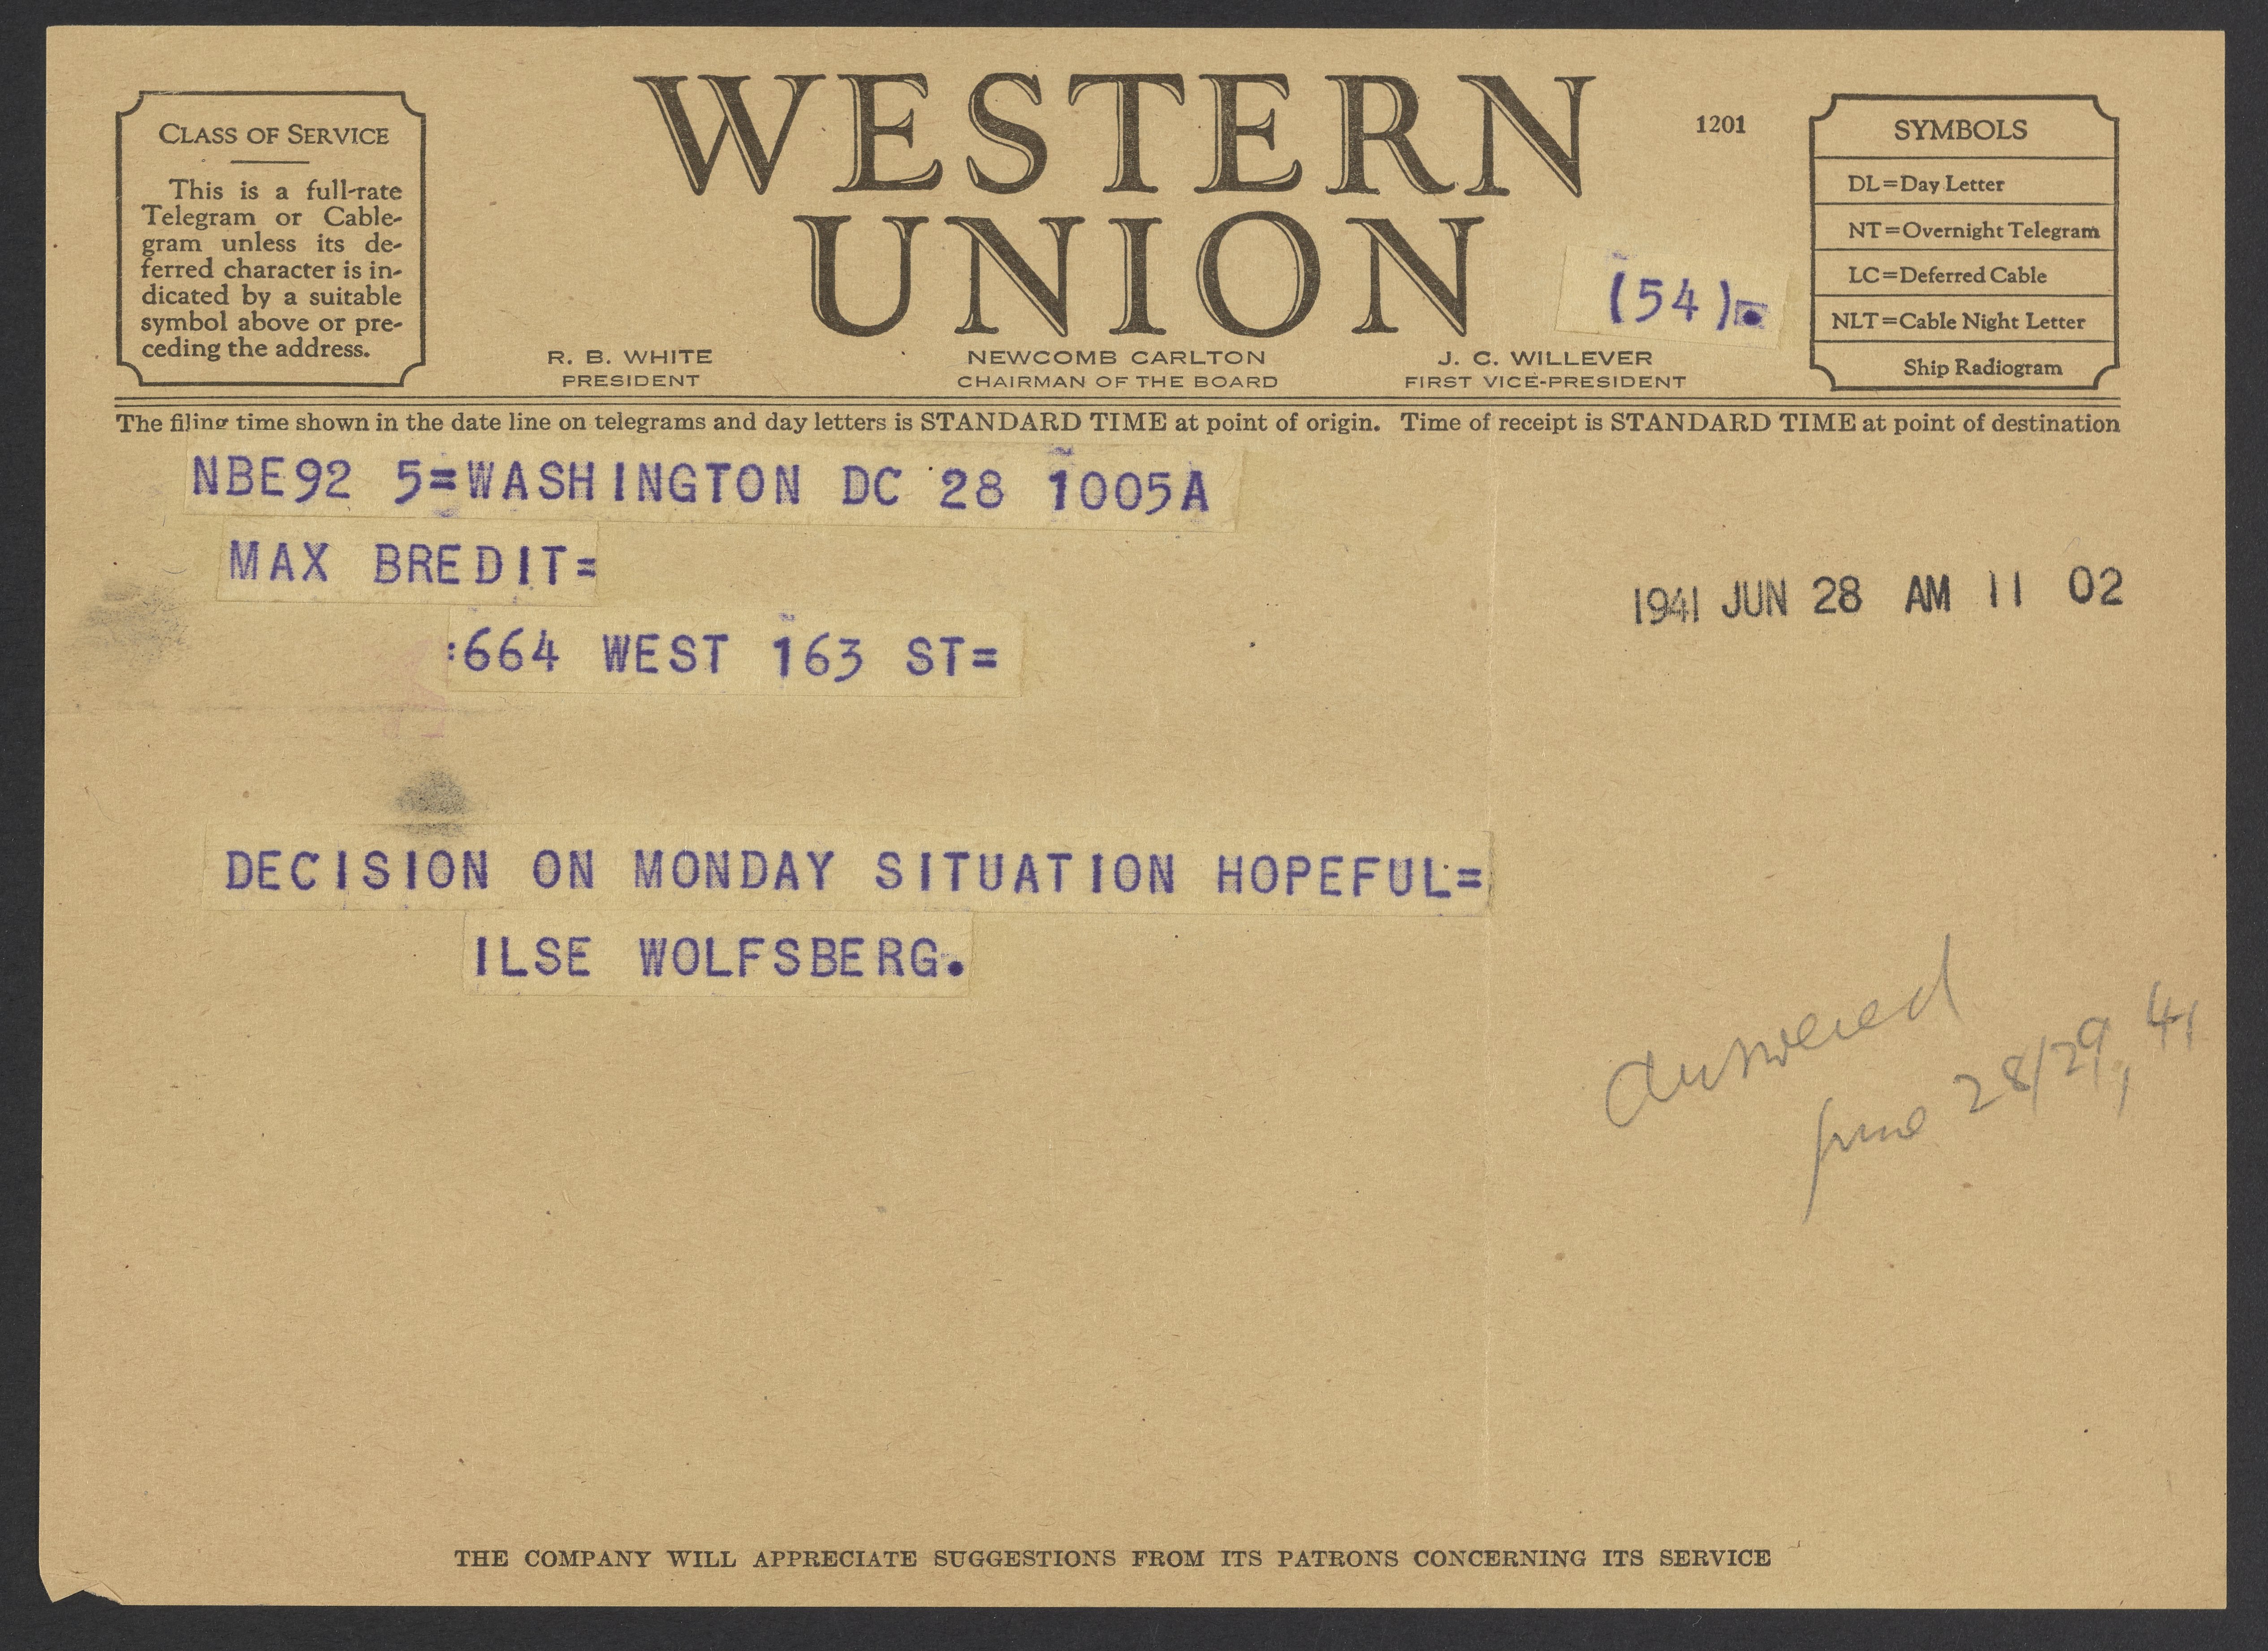 CLASS OF SERVICE
This is a full-rate
Telegram or Cable-
gram unless its de-
ferred character is in-
dicated by a suitable
symbol above or pre-
ceding the address.
WESTERN
UNION
1201
(54).
R. B. WHITE
PRESIDENT
NEWCOMB CARLTON
CHAIRMAN OF THE BOARD
J. C. WILLEVER
FIRST VICE-PRESIDENT
SYMBOLS
DL=Day Letter
NT=Overnight Telegram
LC=Deferred Cable
NLT=Cable Night Letter
Ship Radiogram
The filing time shown in the date line on telegrams and day letters is STANDARD TIME at point of origin. Time of receipt is STANDARD TIME at point of destination
NBE92 5=WASHINGTON DC 28 1005A
MAX BREDIT=
1941 JUN 28 AM 11 02
:664 WEST 163 ST=
DECISION ON MONDAY SITUATION HOPEFUL=
ILSE WOLFSBERG.
Answered
June 28/29, 41
THE COMPANY WILL APPRECIATE SUGGESTIONS FROM ITS PATRONS CONCERNING ITS SERVICE